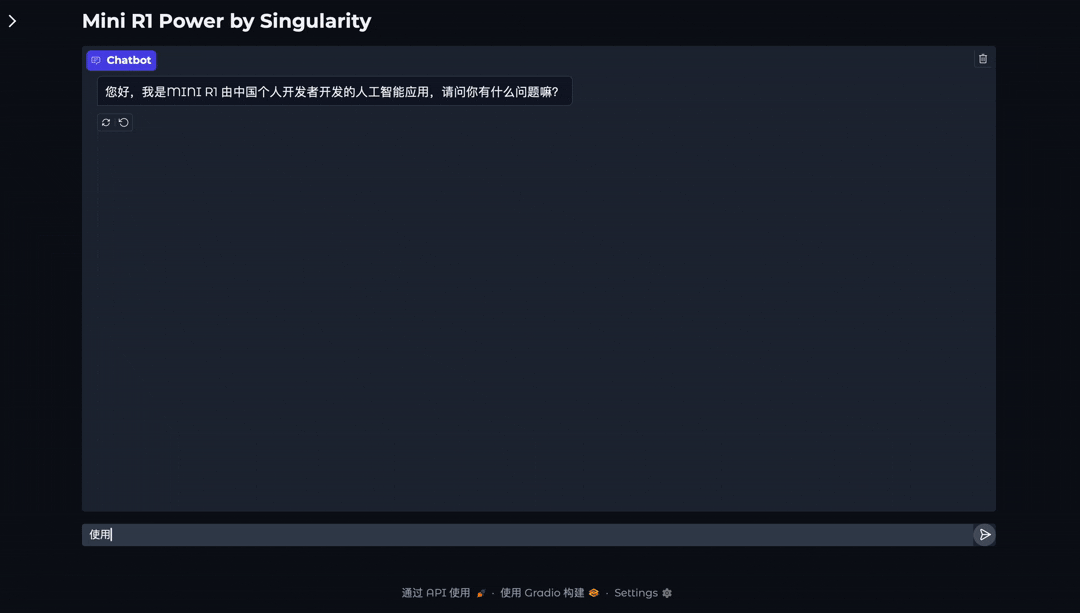 Mini R1 Power by Singularity
Chatbot
您好，我是MINI R1 由中国个人开发者开发的人工智能应用，请问你有什么问题嘛？
使用
通过 API 使用 · 使用 Gradio 构建 · Settings